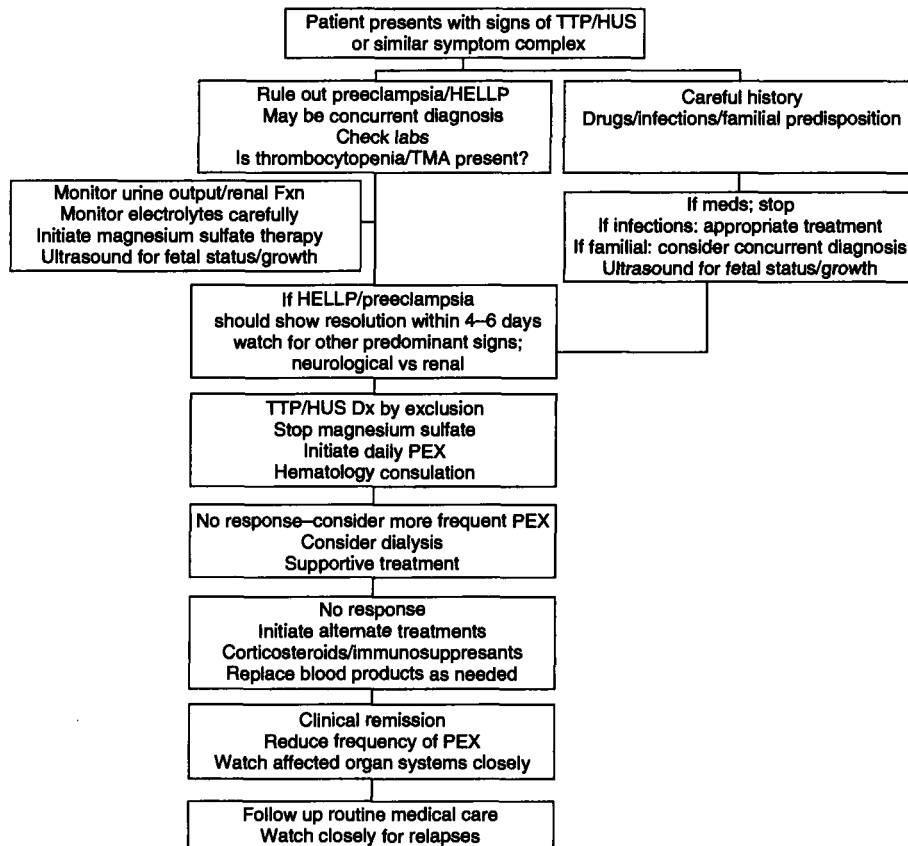 Patient presents with signs of TTP/HUS
or similar symptom complex
Rule out preeclampsia/HELLP
May be concurrent diagnosis
Check labs
Is thrombocytopenia/TMA present?
Careful history
Drugs/infections/familial predisposition
Monitor urine output/renal Fxn
Monitor electrolytes carefully
Initiate magnesium sulfate therapy
Ultrasound for fetal status/growth
If meds; stop
If infections: appropriate treatment
If familial: consider concurrent diagnosis
Ultrasound for fetal status/growth
If HELLP/preeclampsia
should show resolution within 4–6 days
watch for other predominant signs;
neurological vs renal
TTP/HUS Dx by exclusion
Stop magnesium sulfate
Initiate daily PEX
Hematology consulation
No response–consider more frequent PEX
Consider dialysis
Supportive treatment
No response
Initiate alternate treatments
Corticosteroids/immunosuppresants
Replace blood products as needed
Clinical remission
Reduce frequency of PEX
Watch affected organ systems closely
Follow up routine medical care
Watch closely for relapses